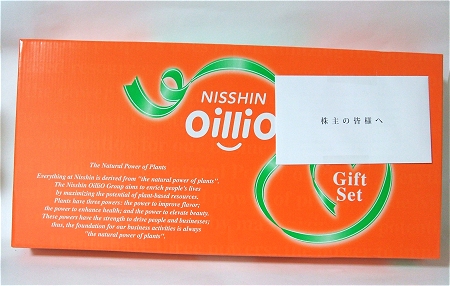 NISSHIN
OilliO
株主の皆様へ
Gift
Set
The Natural Power of Plants
Everything at Nisshin is derived from "the natural power of plants".
The Nisshin OilliO Group aims to enrich people's lives
by maximizing the potential of plant-based resources.
Plants have three powers: the power to improve flavor;
the power to enhance health; and the power to elevate beauty.
These powers have the strength to drive people and businesses;
thus, the foundation for our business activities is always
"the natural power of plants".